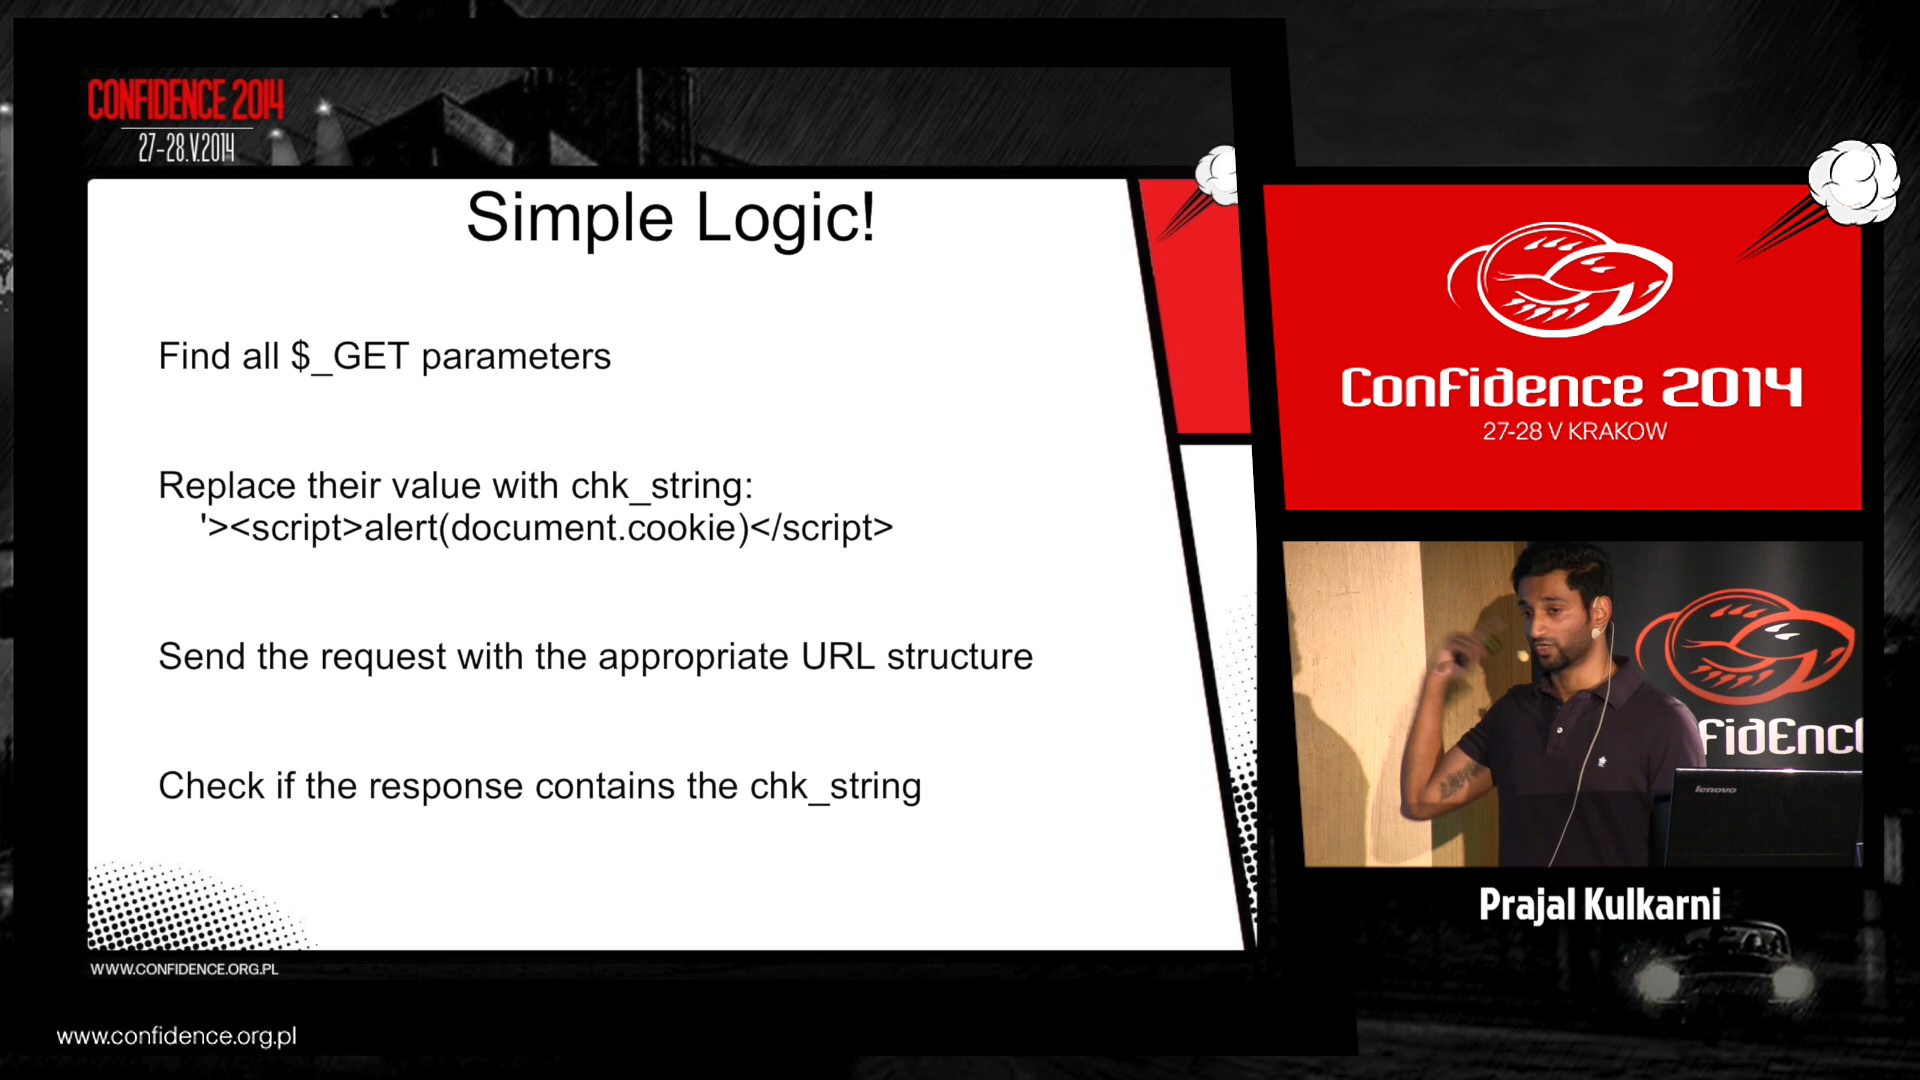 CONFIDENCE 2014
27-28.V.2014
Simple Logic!
Find all $_GET parameters
Replace their value with chk_string:
'><script>alert(document.cookie)</script>
Send the request with the appropriate URL structure
Check if the response contains the chk_string
WWW.CONFIDENCE.ORG.PL
www.confidence.org.pl
ConFidence 2014
27-28 V KRAKOW
FidEnc
lenovo
Prajal Kulkarni